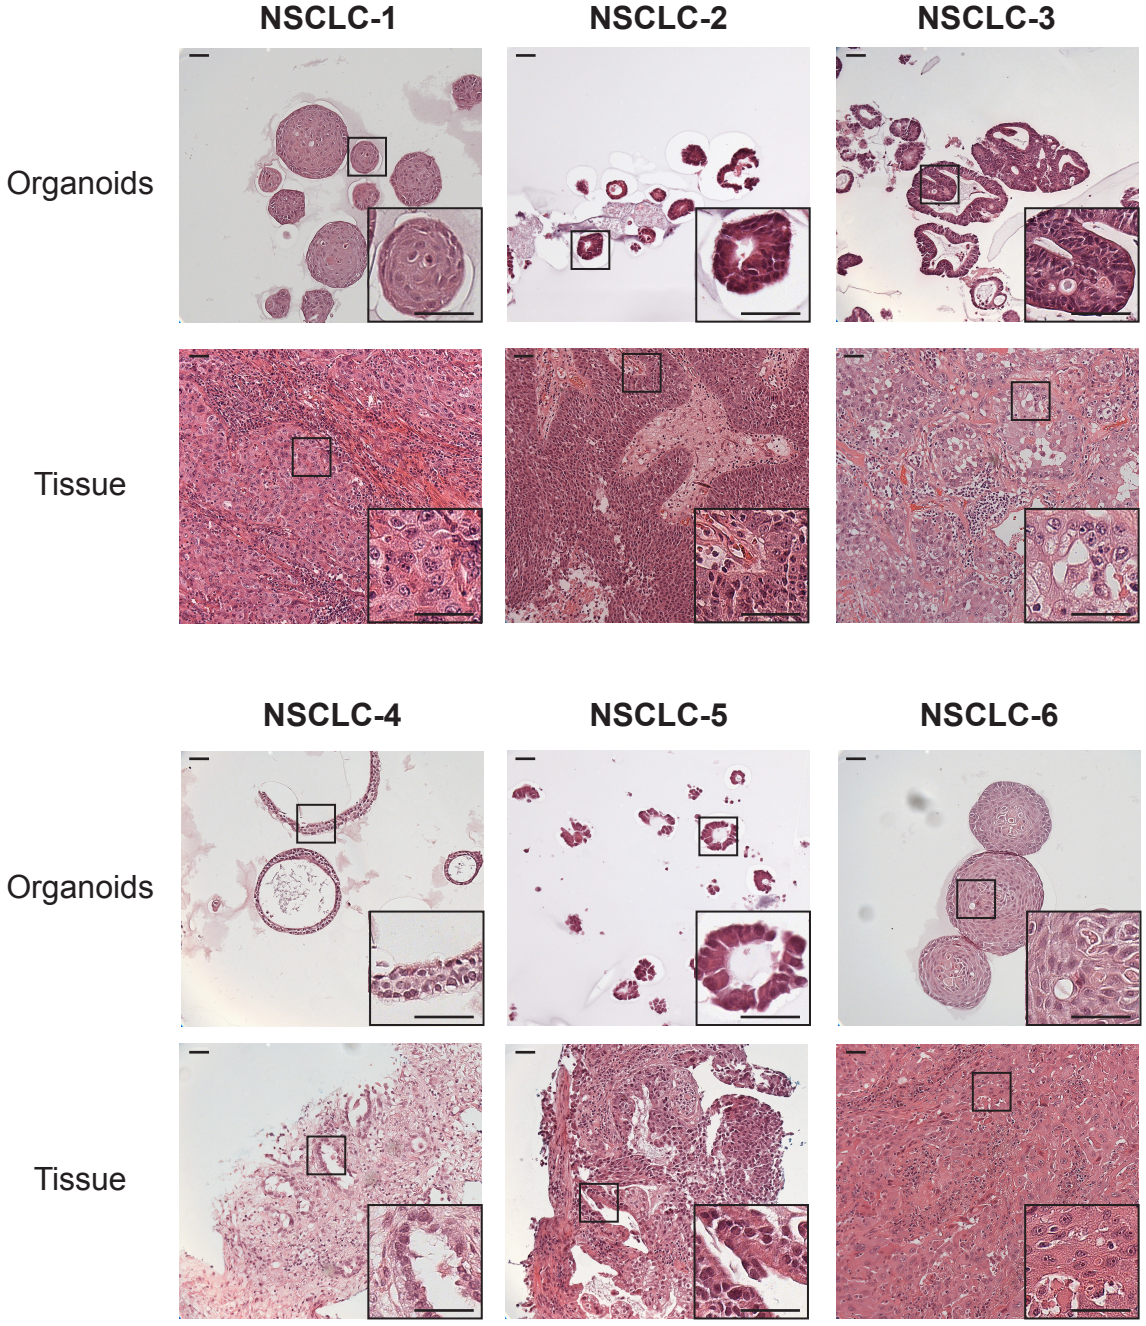 NSCLC-1 NSCLC-2 NSCLC-3
Organoids
Tissue
NSCLC-4 NSCLC-5 NSCLC-6
Organoids
Tissue